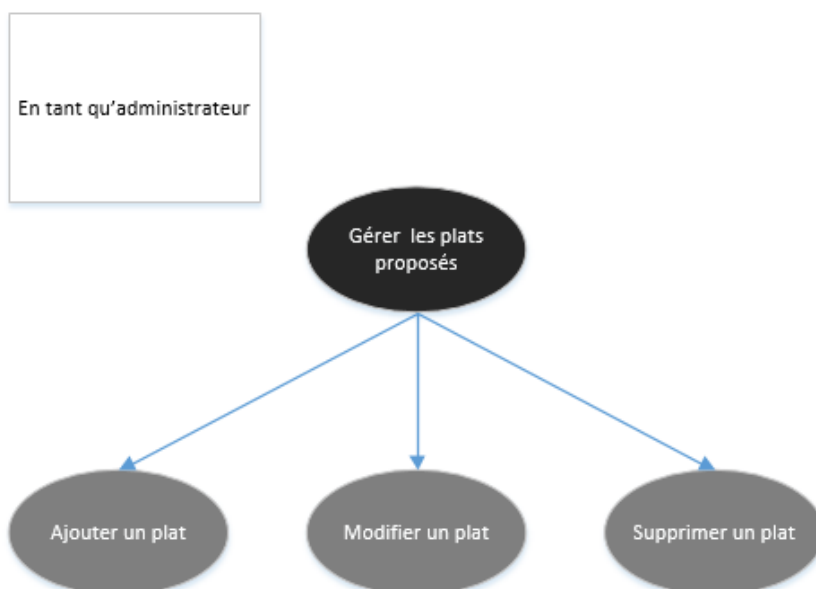 En tant qu’administrateur
Gérer les plats
proposés
Ajouter un plat
Modifier un plat
Supprimer un plat